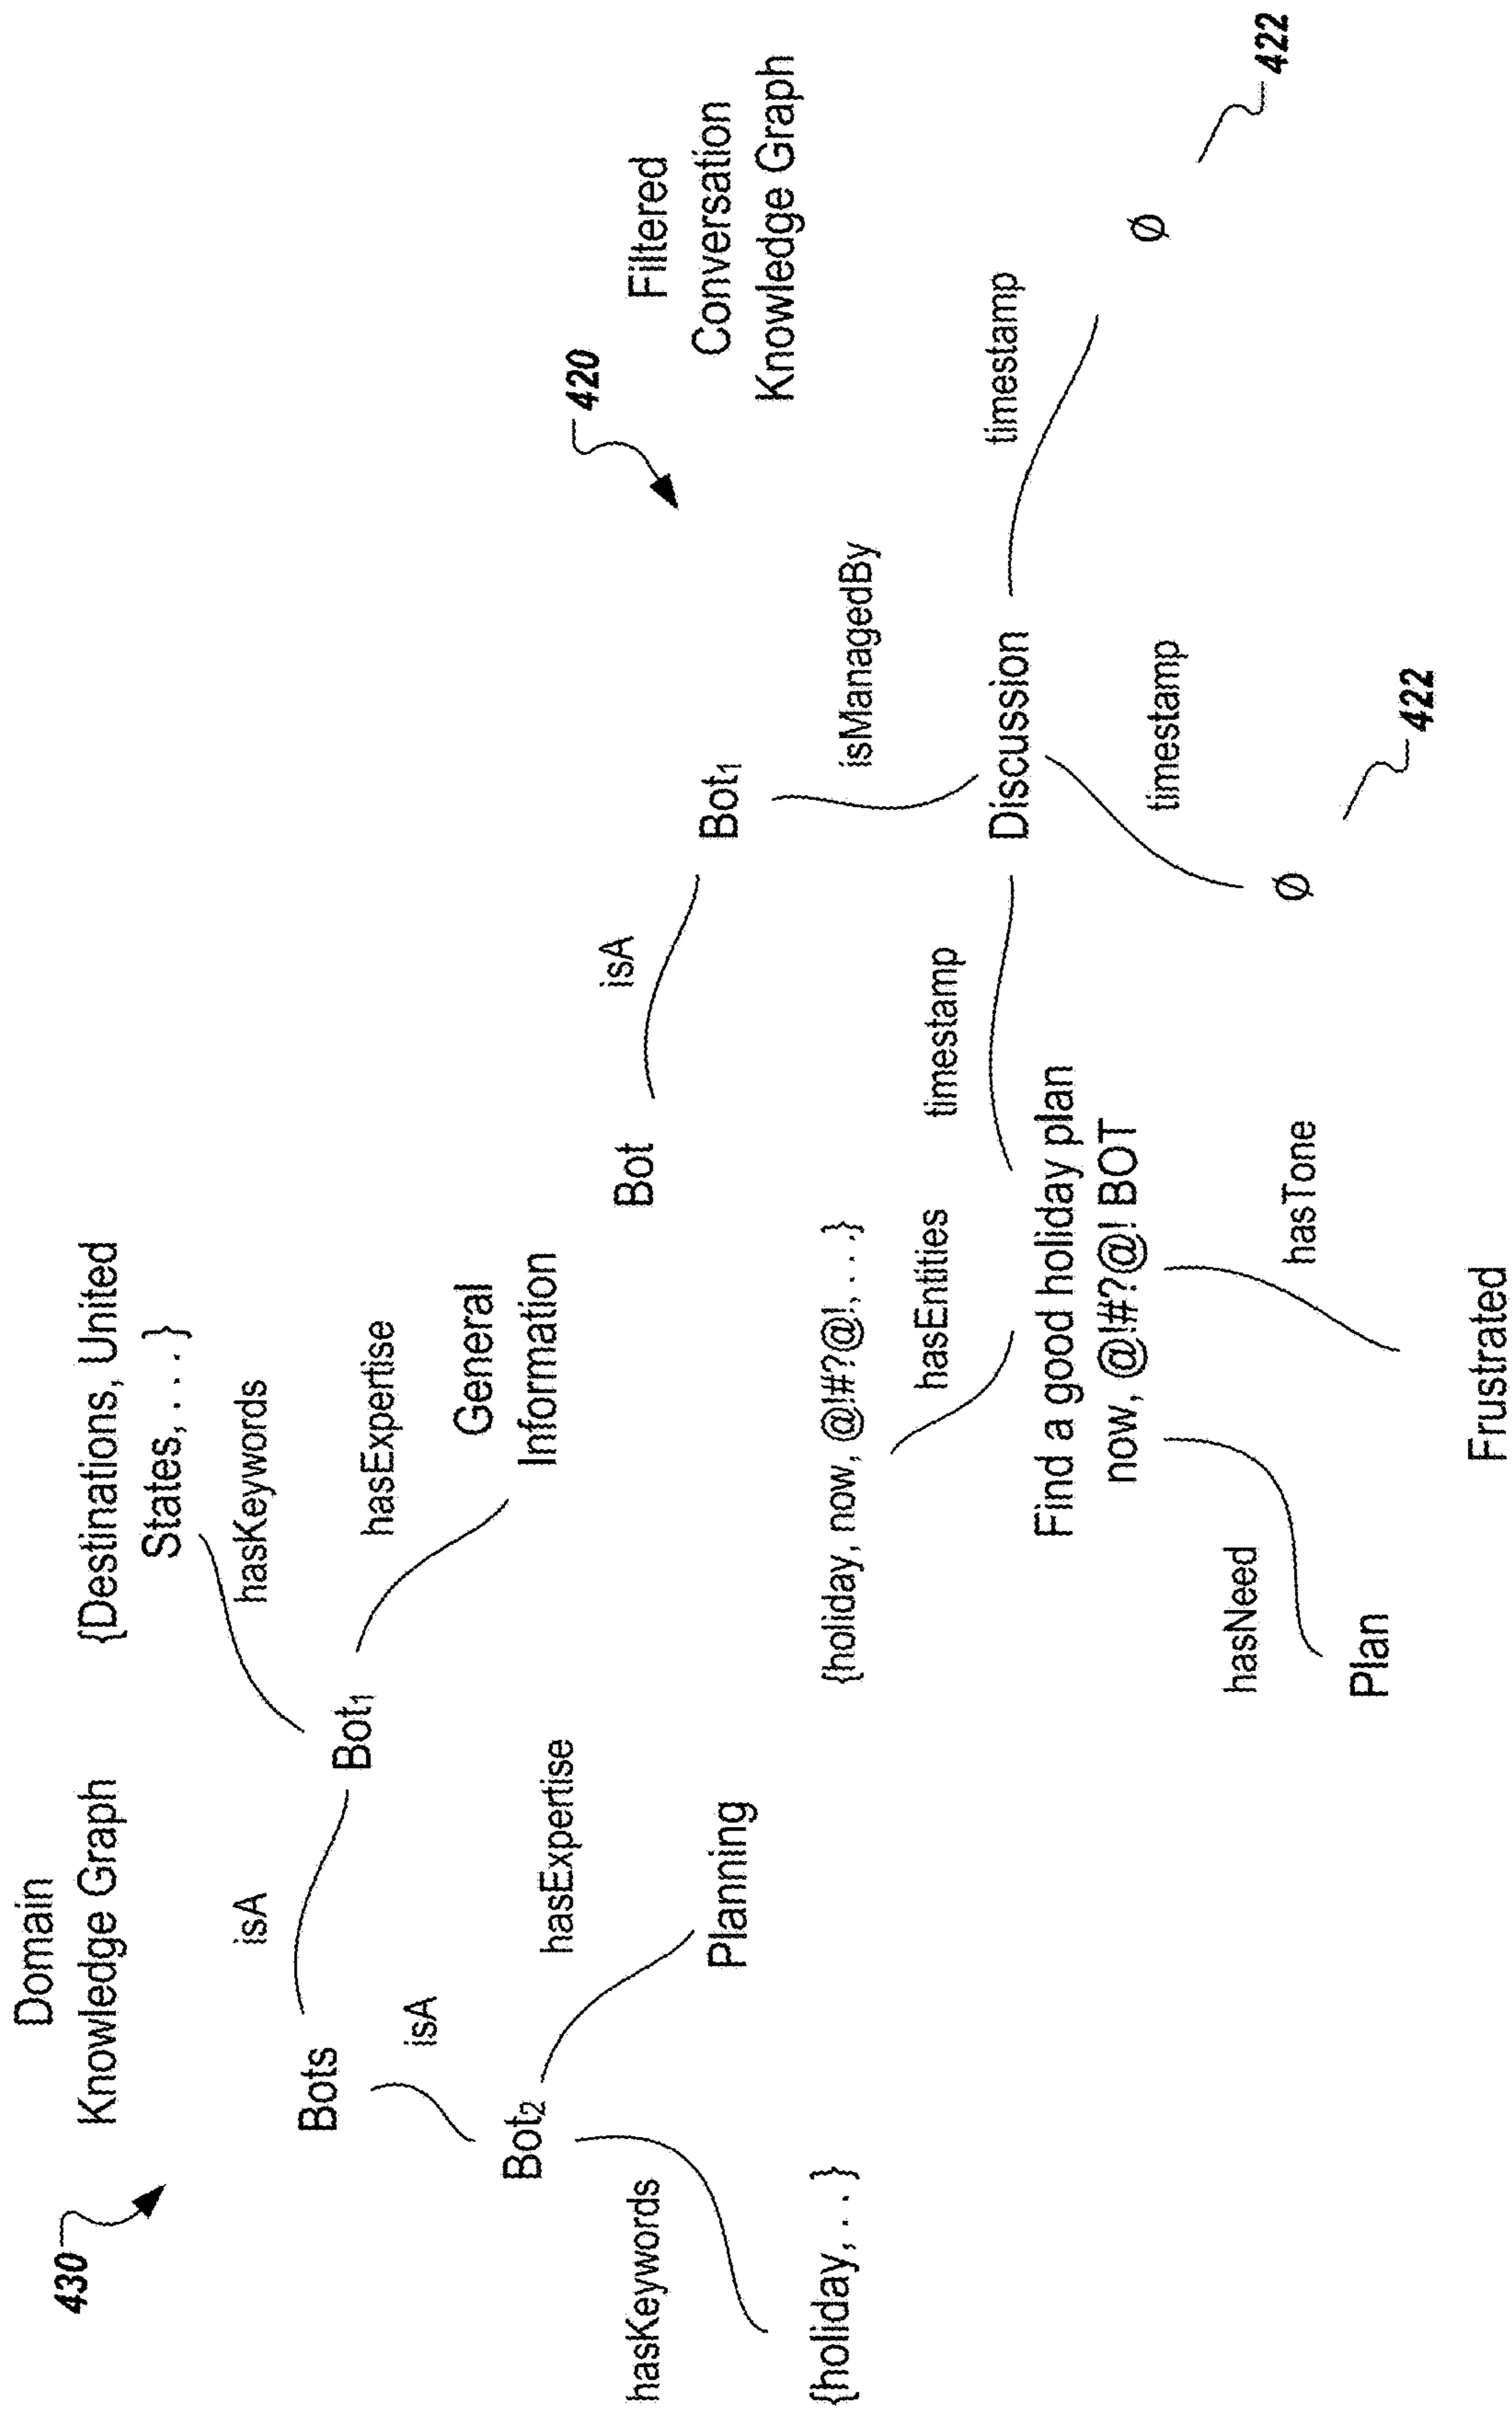 430
Domain
Knowledge Graph
{Destinations, United
States, . . . }
hasKeywords
isA
Bots
Bot1
hasExpertise
General
Information
isA
Bot2
hasExpertise
Planning
hasKeywords
{holiday, . . }
420
Filtered
Conversation
Knowledge Graph
isA
Bot
Bot1
isManagedBy
{holiday, now, @!#?@!, . . .}
hasEntities
timestamp
Discussion
timestamp
Find a good holiday plan
now, @!#?@! BOT
timestamp
Ø
422
hasNeed
hasTone
Ø
422
Plan
Frustrated